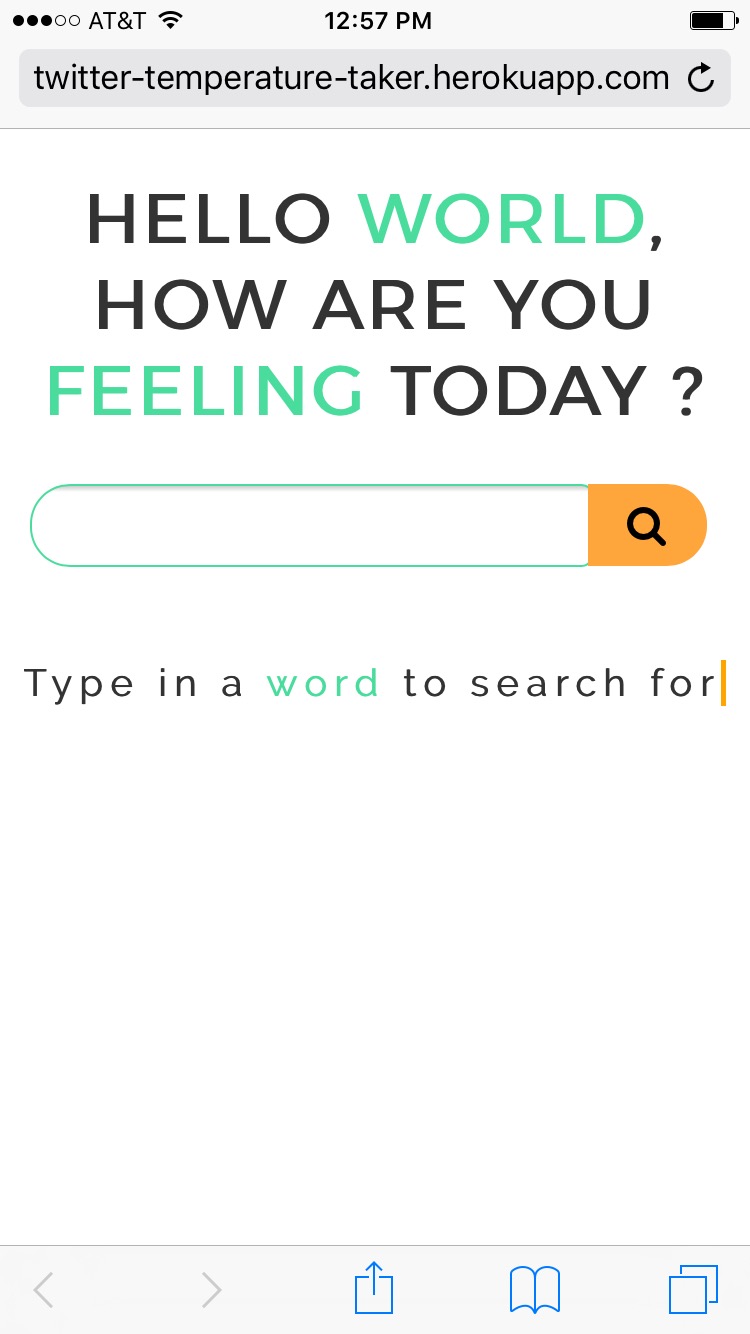 AT&T 12:57 PM
twitter-temperature-taker.herokuapp.com
HELLO WORLD,
HOW ARE YOU
FEELING TODAY ?
Type in a word to search for